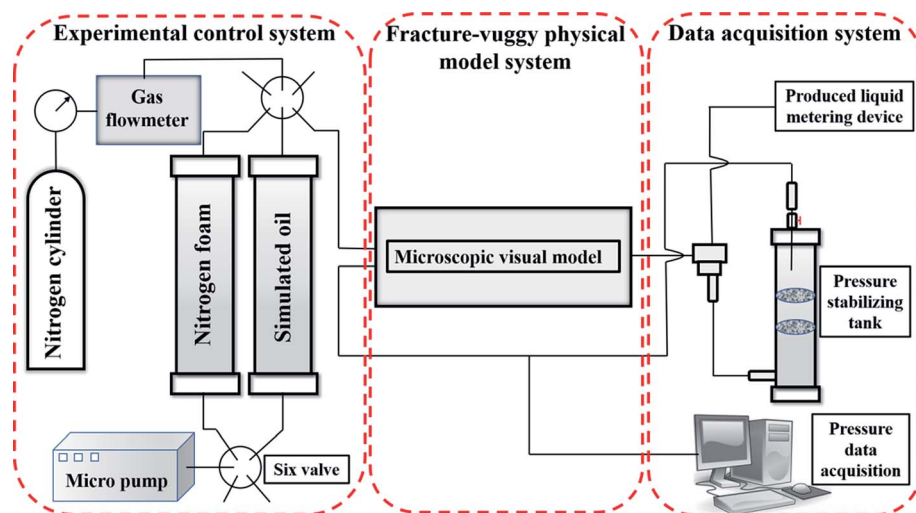 Experimental control system
Fracture-vuggy physical
model system
Data acquisition system
Gas
flowmeter
Nitrogen cylinder
Nitrogen foam
Simulated oil
Micro pump
Six valve
Microscopic visual model
Produced liquid
metering device
Pressure
stabilizing
tank
Pressure
data
acquisition